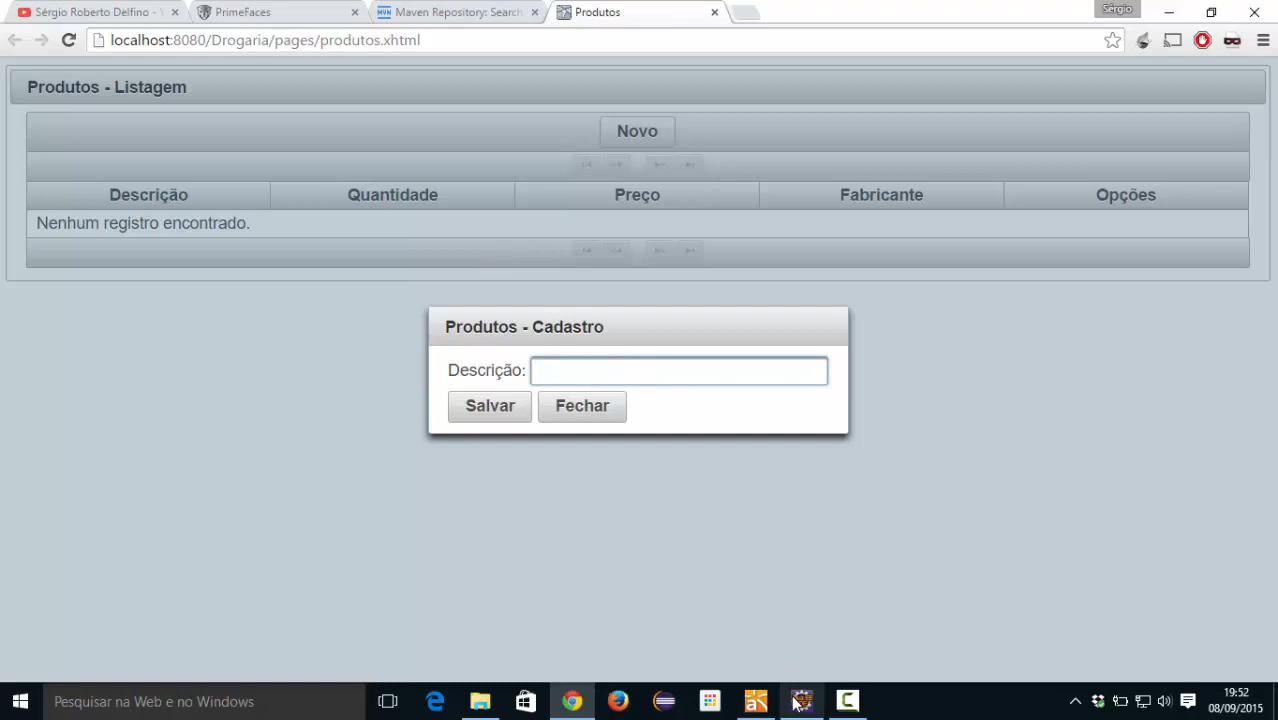 Sérgio Roberto Delfino - 
PrimeFaces
Maven Repository: Search
Produtos
Sérgio
localhost:8080/Drogaria/pages/produtos.xhtml
Produtos - Listagem
Novo
Descrição Quantidade Preço Fabricante Opções
Nenhum registro encontrado.
Produtos - Cadastro
Descrição:
Salvar Fechar
Pesquisar na Web e no Windows
19:52
08/09/2015